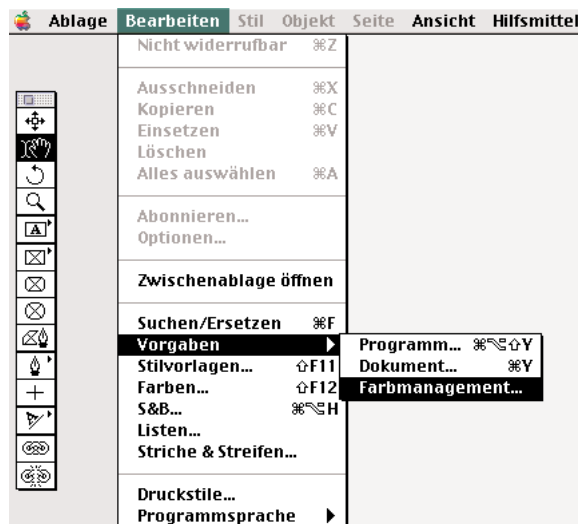 Ablage Bearbeiten Stil Objekt Seite Ansicht Hilfsmittel
Nicht widerrufbar ⌘Z
Ausschneiden ⌘X
Kopieren ⌘C
Einsetzen ⌘V
Löschen
Alles auswählen ⌘A
Abonnieren...
Optionen...
Zwischenablage öffnen
Suchen/Ersetzen ⌘F
Vorgaben
Stilvorlagen... ⇧F11
Farben... ⇧F12
S&B... ⌘⌥H
Listen...
Striche & Streifen...
Druckstile...
Programmsprache
Programm... ⌘⌥⇧Y
Dokument... ⌘Y
Farbmanagement...
A